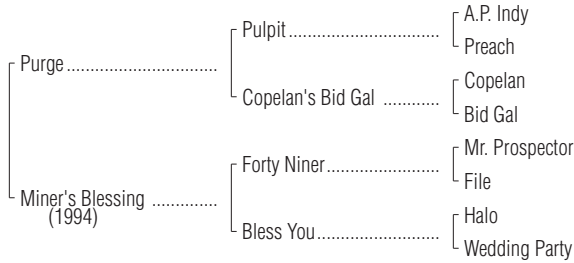 A.P. Indy
Pulpit
Preach
Purge
Copelan
Copelan's Bid Gal
Bid Gal
Mr. Prospector
Forty Niner
File
Miner's Blessing
(1994)
Halo
Bless You
Wedding Party